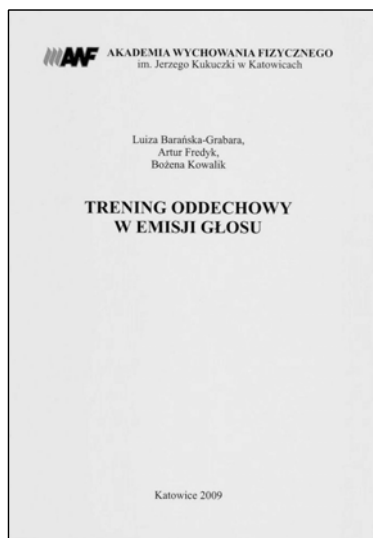 AWF AKADEMIA WYCHOWANIA FIZYCZNEGO
im. Jerzego Kukuczki w Katowicach
Luiza Barańska-Grabara,
Artur Fredyk,
Bożena Kowalik
TRENING ODDECHOWY
W EMISJI GŁOSU
Katowice 2009